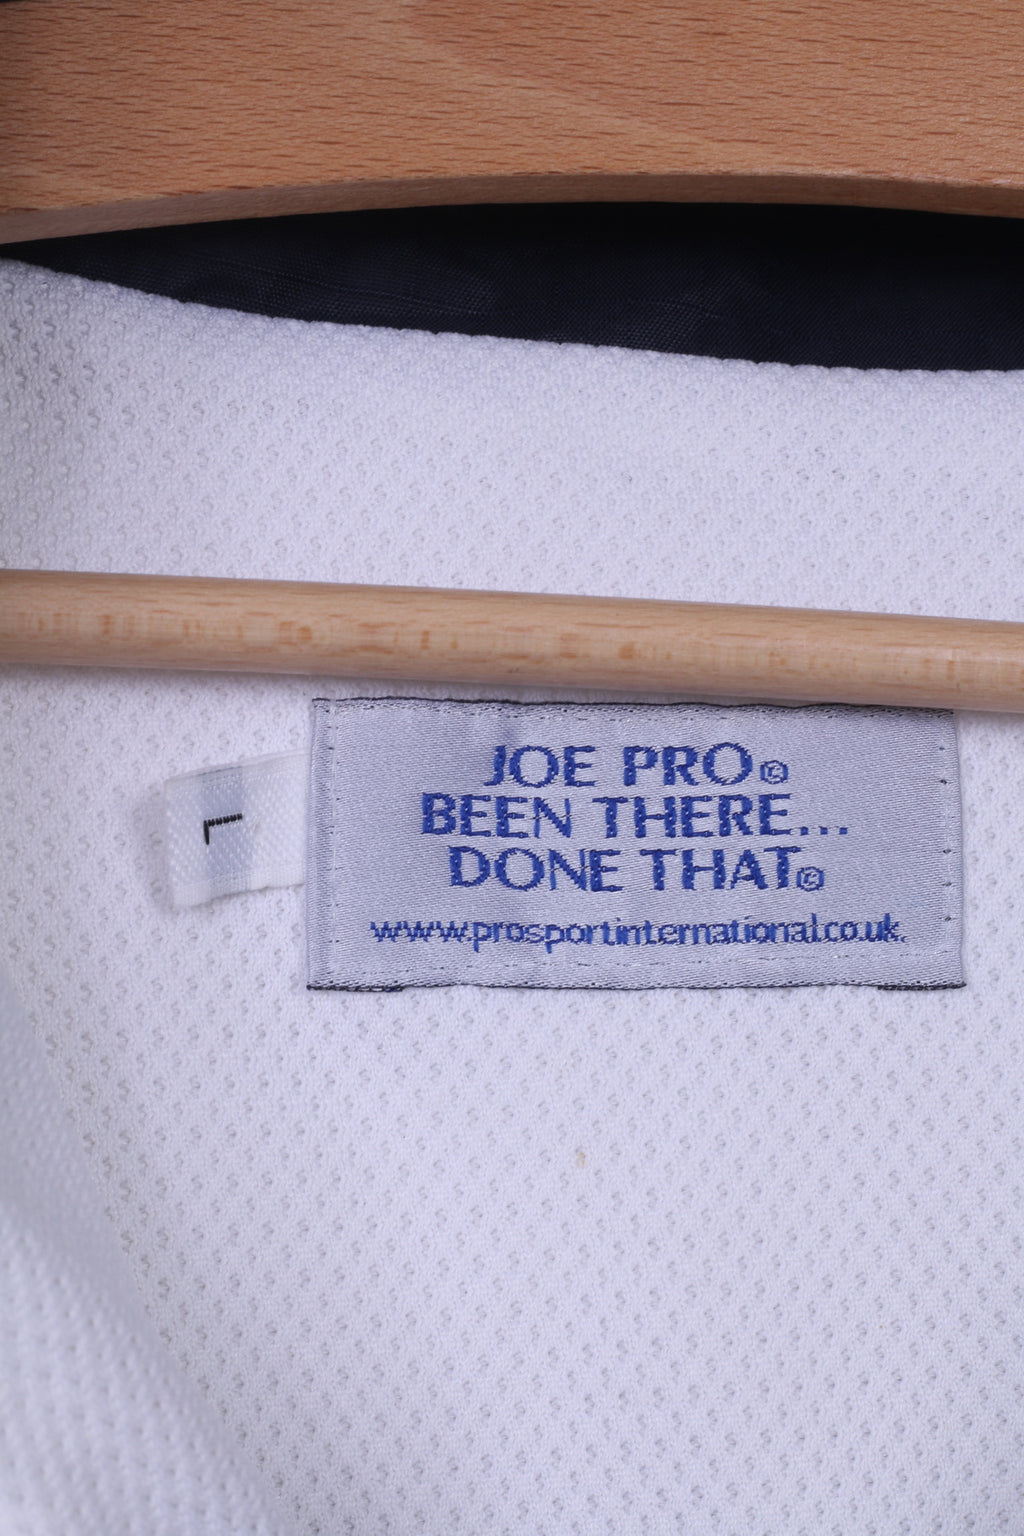 JOE PRO©
BEEN THERE...
DONE THAT©
www.prosportinternational.co.uk.
L